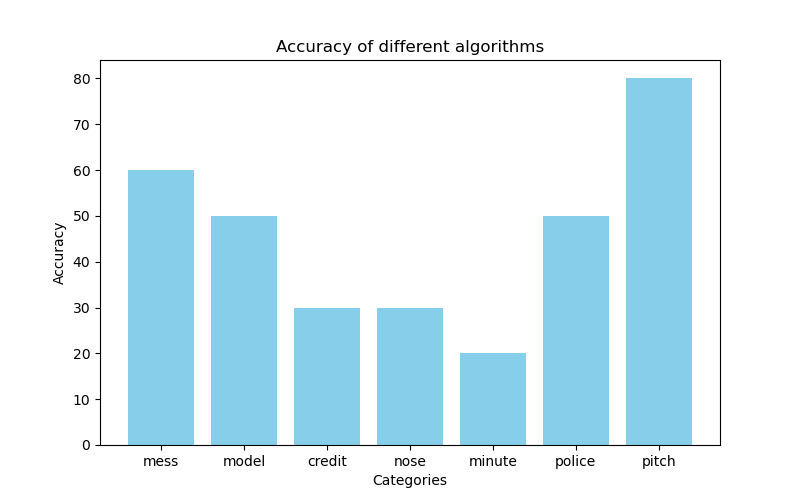 Accuracy of different algorithms
80
70
60
50
40
30
20
10
0
Accuracy
mess model credit nose minute police pitch
Categories